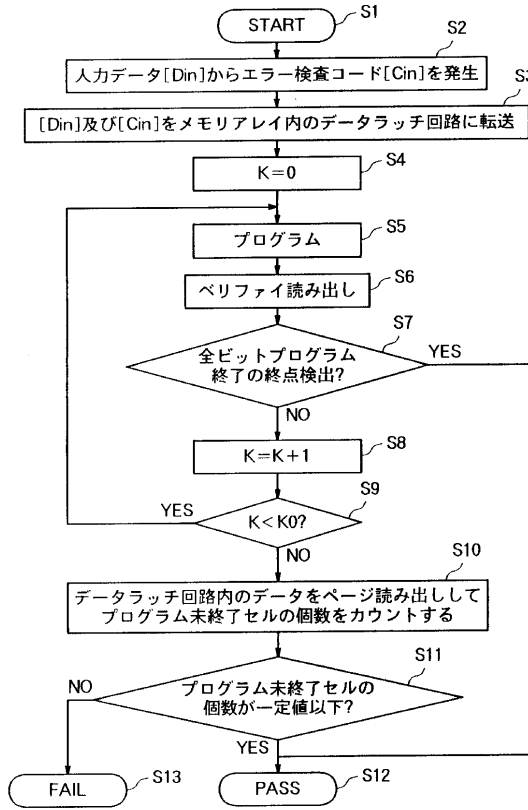 START
S1
S2
人力データ[Din]からエラー検査コード[Cin]を発生
S3
[Din]及び[Cin]をメモリアレイ内のデータラッチ回路に転送
S4
K=0
S5
プログラム
S6
ベリファイ読み出し
S7
全ビットプログラム
終了の終点検出?
YES
NO
S8
K=K+1
S9
YES
K<K0?
NO
S10
データラッチ回路内のデータをページ読み出しして
プログラム未終了セルの個数をカウントする
S11
NO
プログラム未終了セルの
個数が一定値以下?
YES
FAIL
S13
PASS
S12